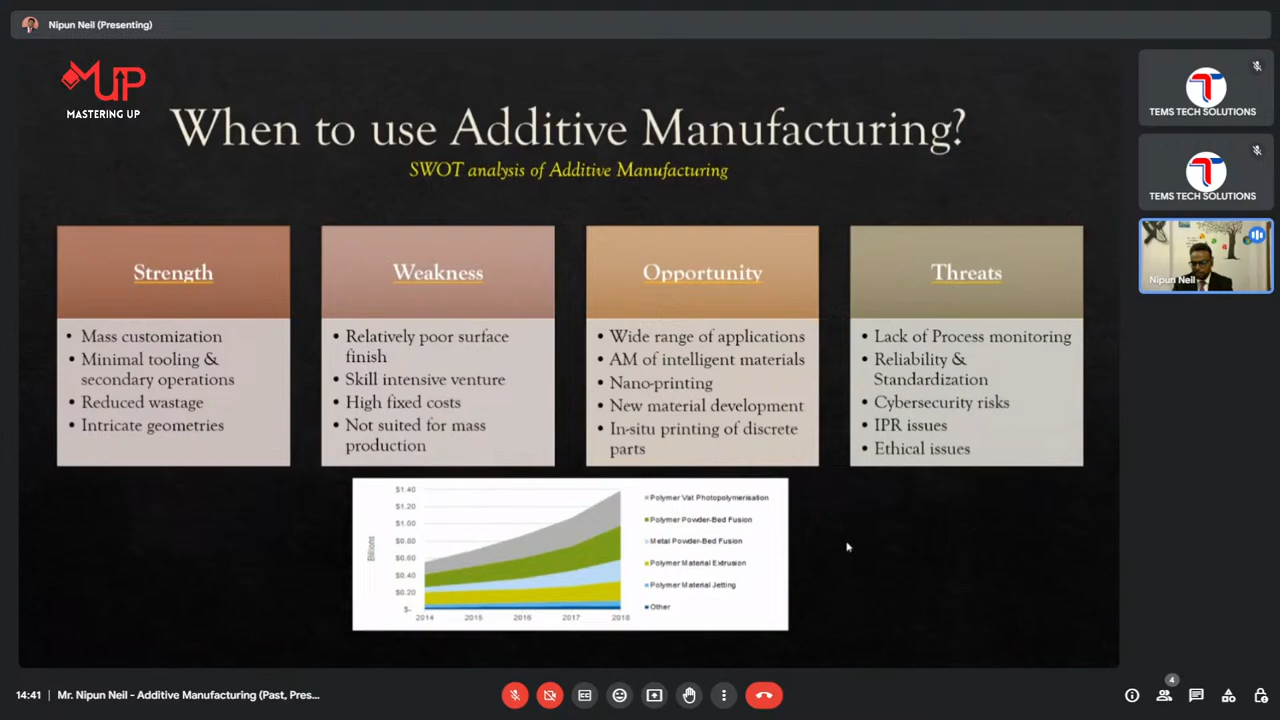 Nipun Neil (Presenting)
MUP
MASTERING UP
When to use Additive Manufacturing?
SWOT analysis of Additive Manufacturing
Strength
• Mass customization
• Minimal tooling &
secondary operations
• Reduced wastage
• Intricate geometries
Weakness
• Relatively poor surface
finish
• Skill intensive venture
• High fixed costs
• Not suited for mass
production
Opportunity
• Wide range of applications
• AM of intelligent materials
• Nano-printing
• New material development
• In-situ printing of discrete
parts
Threats
• Lack of Process monitoring
• Reliability &
Standardization
• Cybersecurity risks
• IPR issues
• Ethical issues
Billions
$1.40
$1.20
$1.00
$0.80
$0.60
$0.40
$0.20
$-
2014 2015 2016 2017 2018
Polymer Vat Photopolymerisation
Polymer Powder-Bed Fusion
Metal Powder-Bed Fusion
Polymer Material Extrusion
Polymer Material Jetting
Other
TEMS TECH SOLUTIONS
TEMS TECH SOLUTIONS
Nipun Neil
14:41 | Mr. Nipun Neil - Additive Manufacturing (Past, Pres...
4